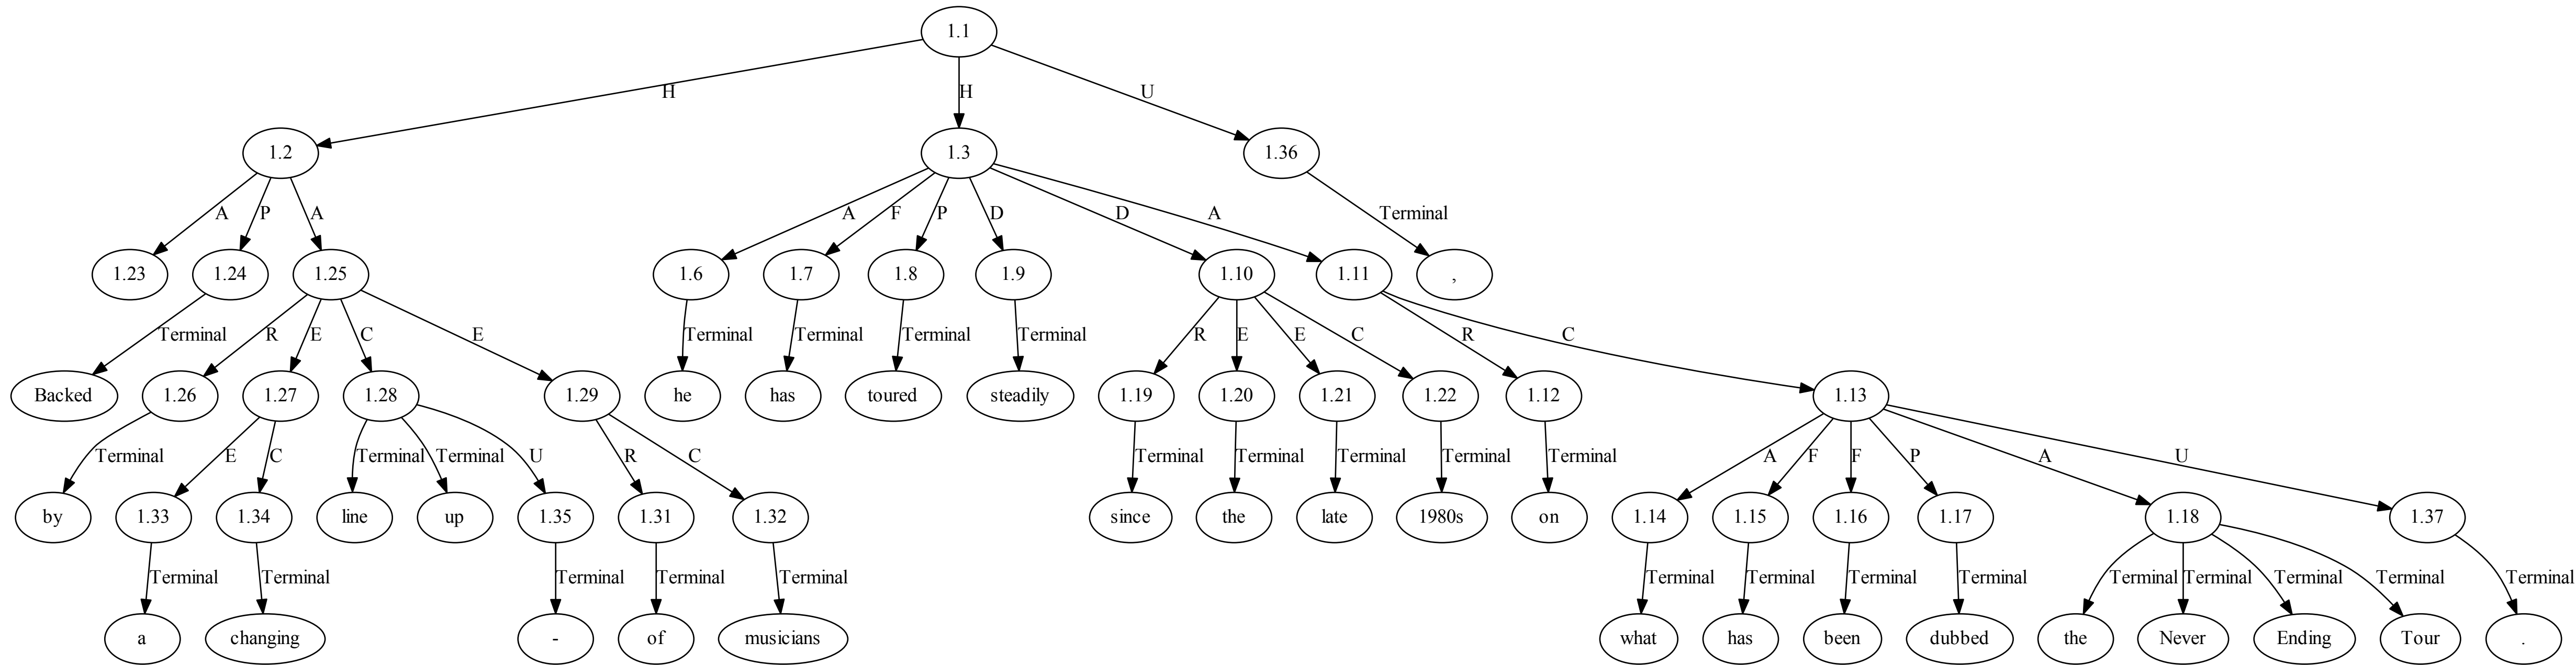 1.1
H H U
1.2 1.3 1.36
A P A A F P D D A Terminal
1.23 1.24 1.25 1.6 1.7 1.8 1.9 1.10 1.11 ,
Terminal R E C E Terminal Terminal Terminal Terminal R E E C R C
Backed 1.26 1.27 1.28 1.29 he has toured steadily 1.19 1.20 1.21 1.22 1.12 1.13
Terminal E C Terminal Terminal U R C Terminal Terminal Terminal Terminal Terminal A F F P A U
by 1.33 1.34 line up 1.35 1.31 1.32 since the late 1980s on 1.14 1.15 1.16 1.17 1.18 1.37
Terminal Terminal Terminal Terminal Terminal Terminal Terminal Terminal Terminal Terminal Terminal Terminal Terminal Terminal
a changing - of musicians what has been dubbed the Never Ending Tour .